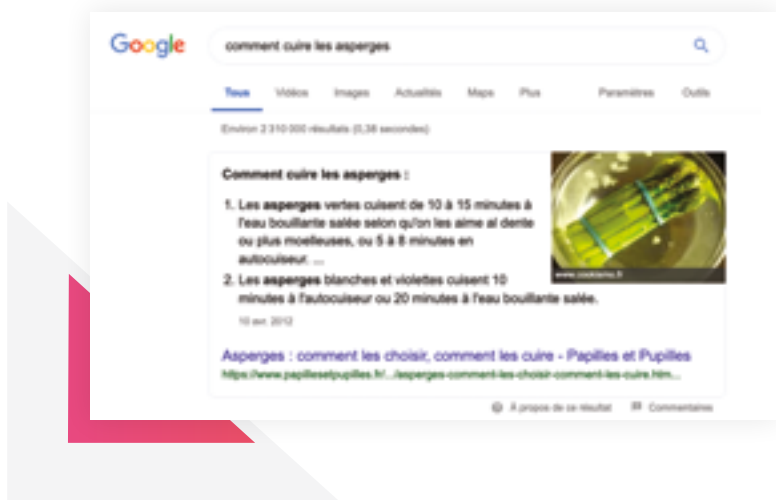 Google
comment cuire les asperges
Tous Vidéos Images Actualités Maps Plus Paramètres Outils
Environ 2 310 000 résultats (0,38 secondes)
Comment cuire les asperges :
1. Les asperges vertes cuisent de 10 à 15 minutes à
l'eau bouillante salée selon qu'on les aime al dente
ou plus moelleuses, ou 5 à 8 minutes en
autocuiseur. ...
2. Les asperges blanches et violettes cuisent 10
minutes à l'autocuiseur ou 20 minutes à l'eau bouillante salée.
10 avr. 2012
Asperges : comment les choisir, comment les cuire - Papilles et Pupilles
https://www.papillesetpupilles.fr/.../asperges-comment-les-choisir-comment-les-cuire.htm...
À propos de ce résultat Commentaires